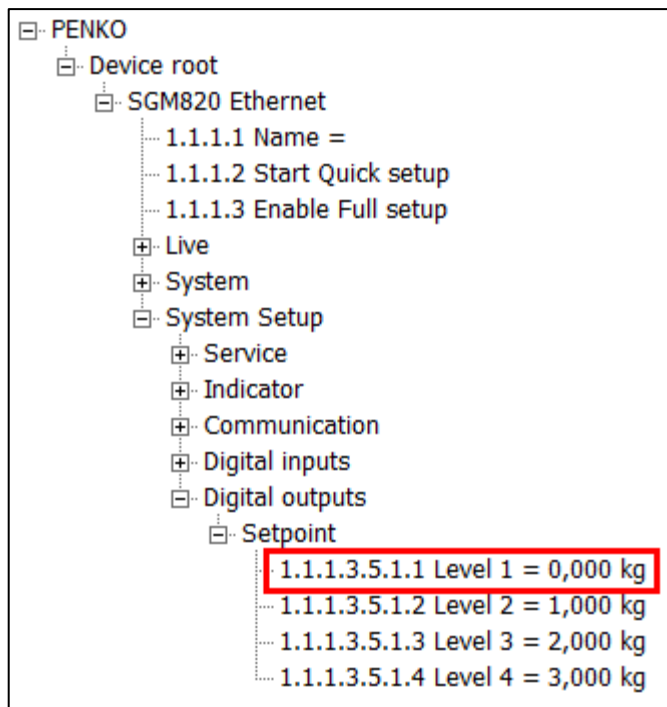 PENKO
Device root
SGM820 Ethernet
1.1.1.1 Name =
1.1.1.2 Start Quick setup
1.1.1.3 Enable Full setup
Live
System
System Setup
Service
Indicator
Communication
Digital inputs
Digital outputs
Setpoint
1.1.1.3.5.1.1 Level 1 = 0,000 kg
1.1.1.3.5.1.2 Level 2 = 1,000 kg
1.1.1.3.5.1.3 Level 3 = 2,000 kg
1.1.1.3.5.1.4 Level 4 = 3,000 kg